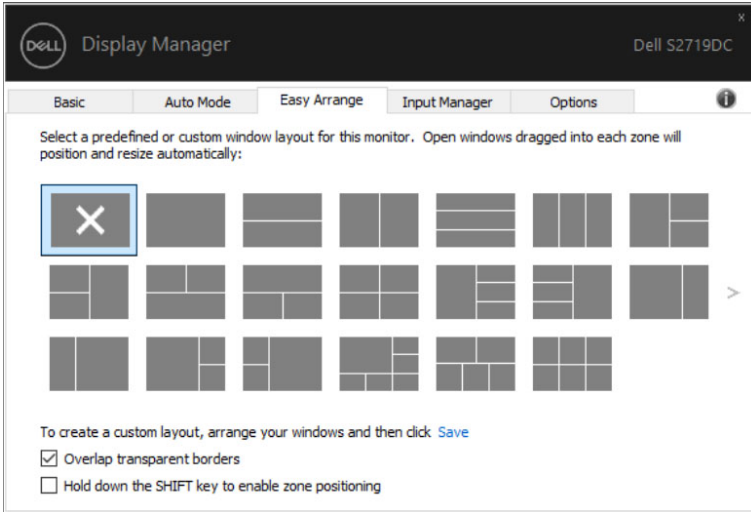 DELL Display Manager Dell S2719DC
Basic Auto Mode Easy Arrange Input Manager Options
Select a predefined or custom window layout for this monitor. Open windows dragged into each zone will
position and resize automatically:
To create a custom layout, arrange your windows and then click Save
Overlap transparent borders
Hold down the SHIFT key to enable zone positioning